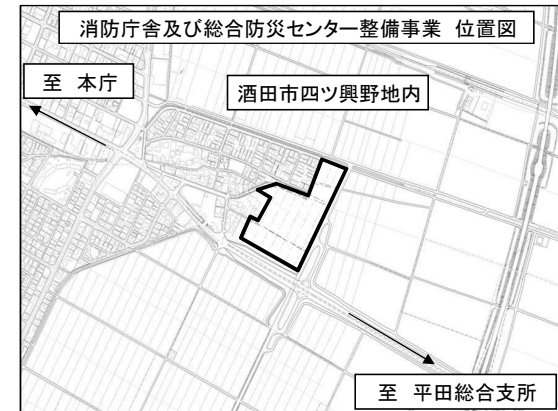 消防庁舎及び総合防災センター整備事業 位置図
至 本庁
酒田市四ツ興野地内
至 平田総合支所